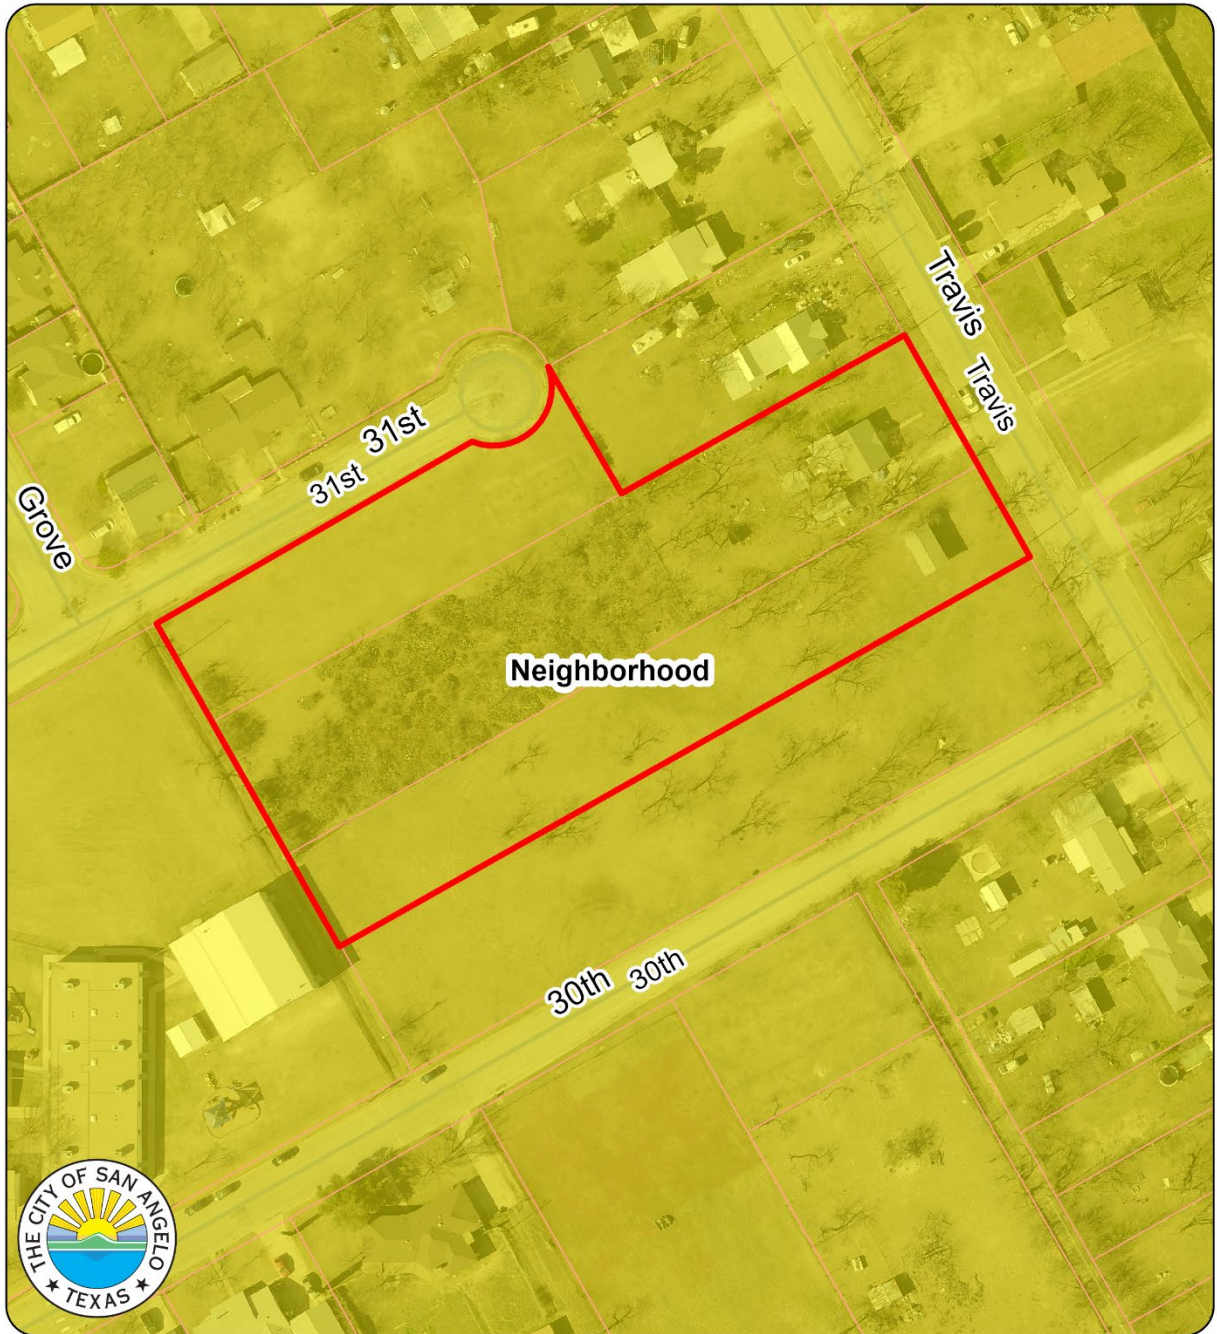 Travis
Travis
31st
31st
Grove
Neighborhood
30th
30th
THE CITY OF SAN ANGELO
★ TEXAS ★